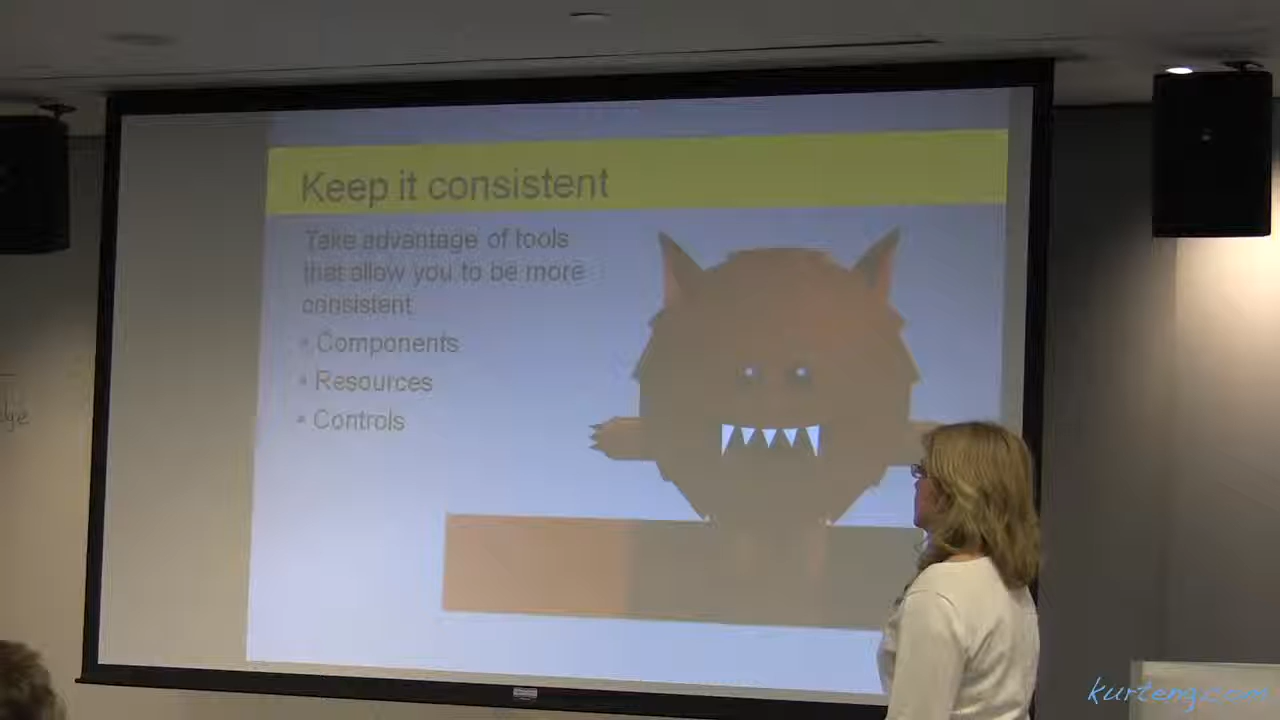 Keep it consistent
Take advantage of tools
that allow you to be more
consistent
• Components
• Resources
• Controls
kurteng.com